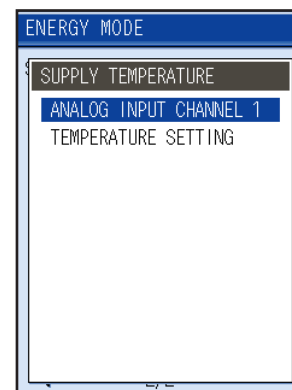 ENERGY MODE
SUPPLY TEMPERATURE
ANALOG INPUT CHANNEL 1
TEMPERATURE SETTING